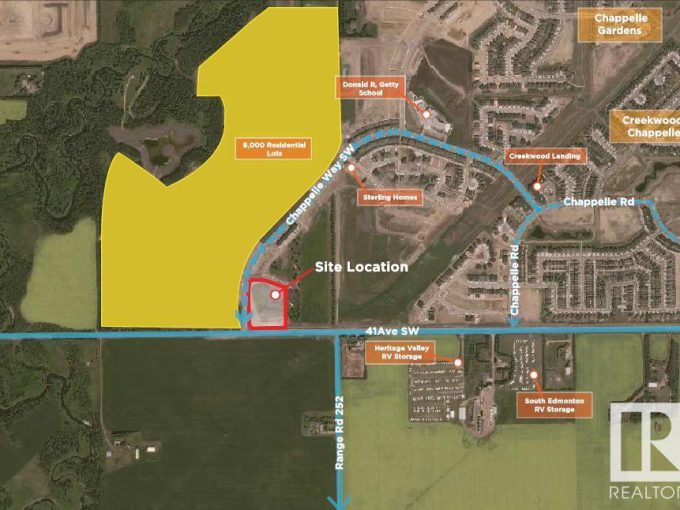 Chappelle
Gardens
Donald R, Getty
School
Creekwood
Chappelle
8,000 Residential
Lots
Chappelle Way SW
Creekwood Landing
Sterling Homes
Chappelle Rd
Chappelle Rd
Site Location
41Ave SW
Heritage Valley
RV Storage
South Edmonton
RV Storage
Range Rd 252
REALTOR